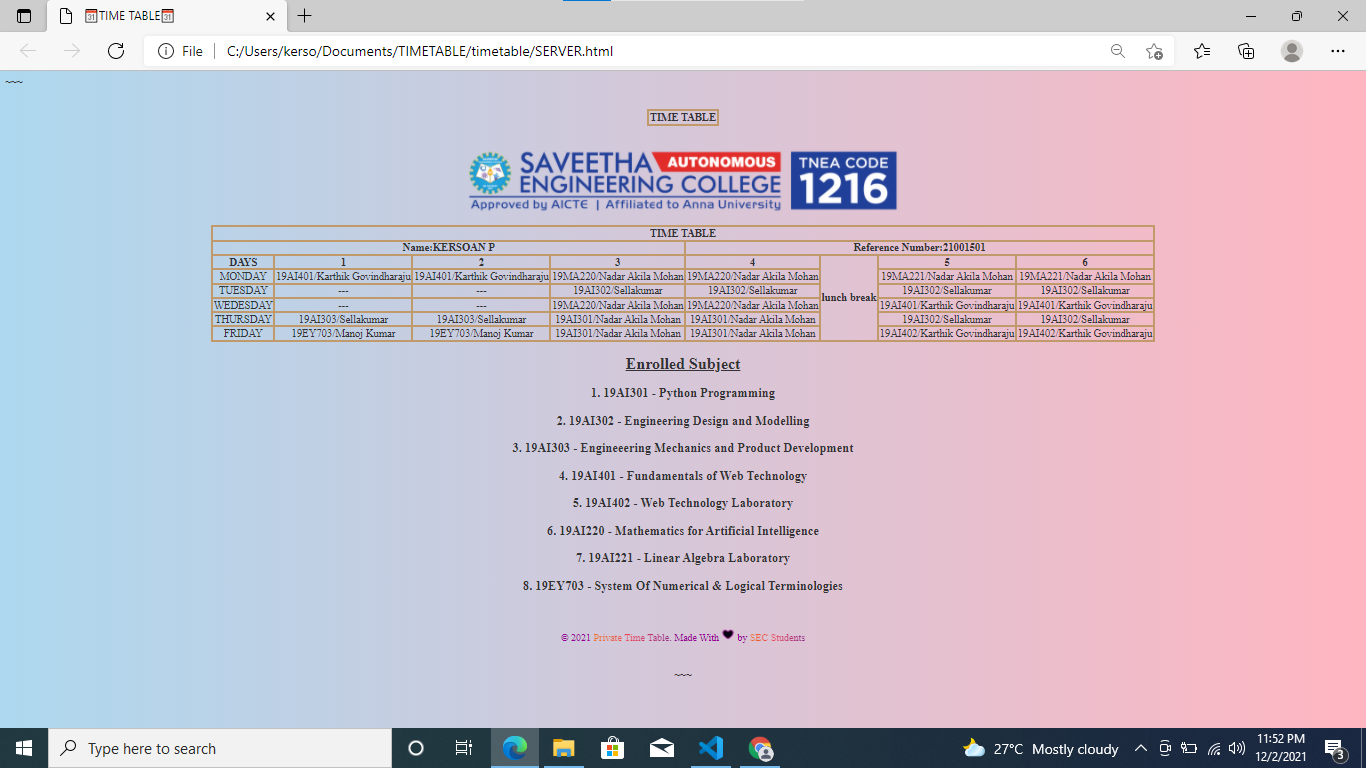 🗓TIME TABLE🗓
File
C:/Users/kerso/Documents/TIMETABLE/timetable/SERVER.html
~~~
TIME TABLE
SAVEETHA AUTONOMOUS
ENGINEERING COLLEGE
Approved by AICTE | Affiliated to Anna University
TNEA CODE
1216
TIME TABLE
Name:KERSOAN P Reference Number:21001501
DAYS 1 2 3 4 lunch break 5 6
MONDAY 19AI401/Karthik Govindharaju 19AI401/Karthik Govindharaju 19MA220/Nadar Akila Mohan 19MA220/Nadar Akila Mohan 19MA221/Nadar Akila Mohan 19MA221/Nadar Akila Mohan
TUESDAY --- --- 19AI302/Sellakumar 19AI302/Sellakumar 19AI302/Sellakumar 19AI302/Sellakumar
WEDESDAY --- --- 19MA220/Nadar Akila Mohan 19MA220/Nadar Akila Mohan 19AI401/Karthik Govindharaju 19AI401/Karthik Govindharaju
THURSDAY 19AI303/Sellakumar 19AI303/Sellakumar 19AI301/Nadar Akila Mohan 19AI301/Nadar Akila Mohan 19AI302/Sellakumar 19AI302/Sellakumar
FRIDAY 19EY703/Manoj Kumar 19EY703/Manoj Kumar 19AI301/Nadar Akila Mohan 19AI301/Nadar Akila Mohan 19AI402/Karthik Govindharaju 19AI402/Karthik Govindharaju
Enrolled Subject
1. 19AI301 - Python Programming
2. 19AI302 - Engineering Design and Modelling
3. 19AI303 - Engineeering Mechanics and Product Development
4. 19AI401 - Fundamentals of Web Technology
5. 19AI402 - Web Technology Laboratory
6. 19AI220 - Mathematics for Artificial Intelligence
7. 19AI221 - Linear Algebra Laboratory
8. 19EY703 - System Of Numerical & Logical Terminologies
© 2021 Private Time Table. Made With 🖤 by SEC Students
~~~
Type here to search
27°C Mostly cloudy
11:52 PM
12/2/2021
3